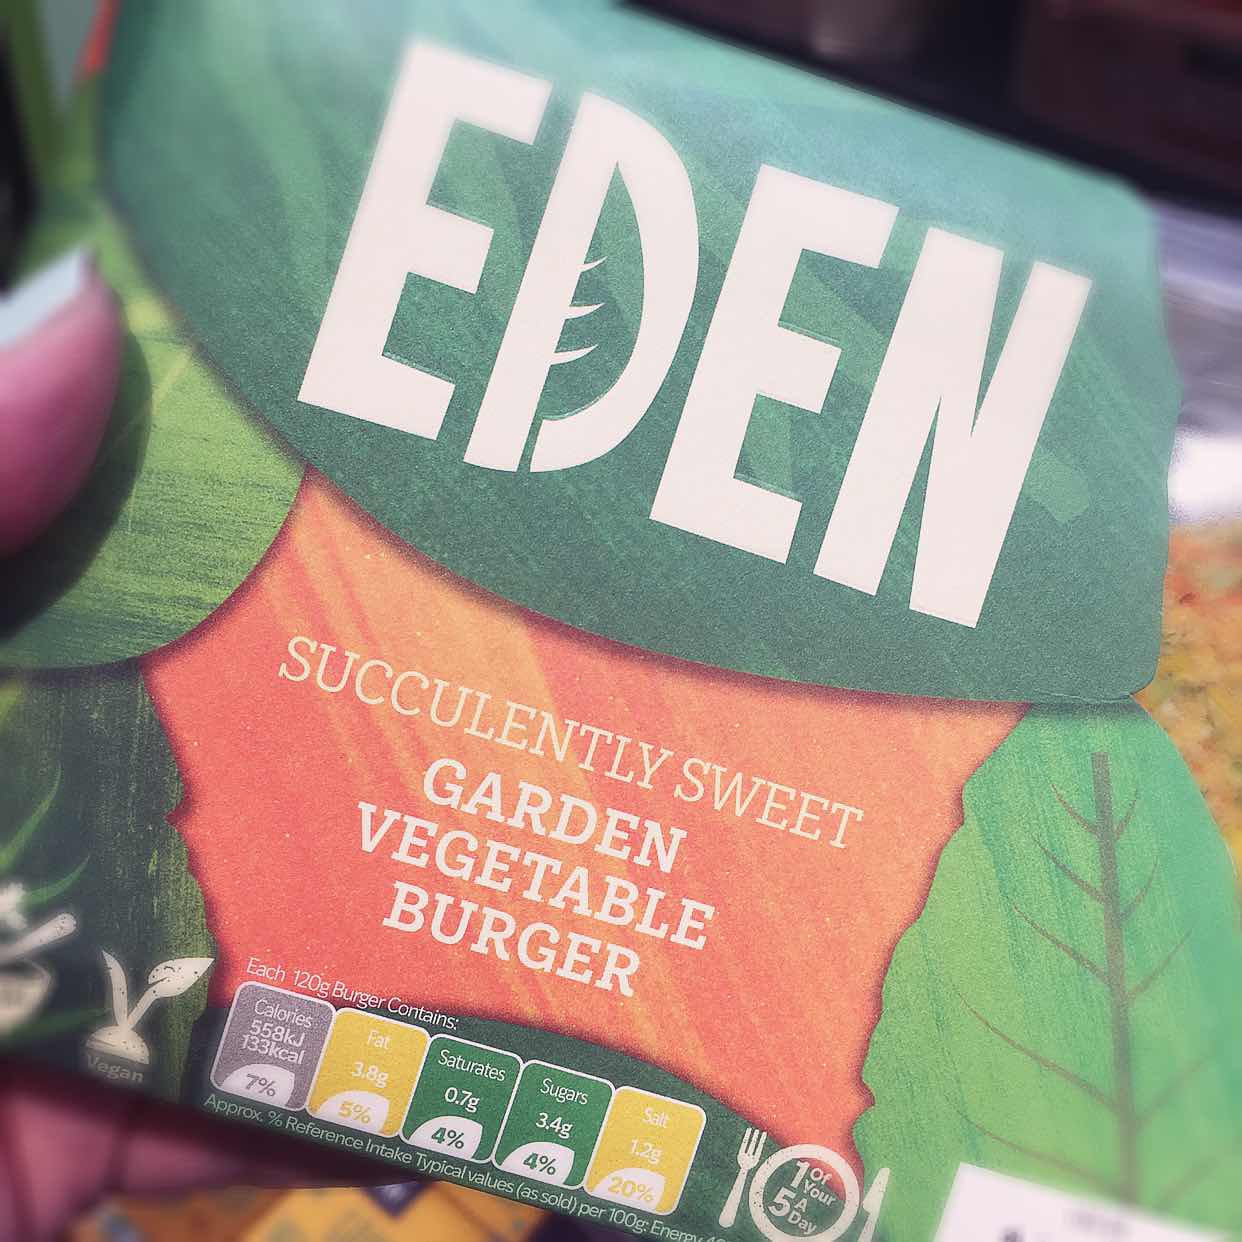 EDEN
SUCCULENTLY SWEET
GARDEN
VEGETABLE
BURGER
Each 120g Burger Contains:
Calories
558kJ
133kcal
7%
Fat
3.8g
5%
Saturates
0.7g
4%
Sugars
3.4g
4%
Salt
1.2g
20%
Approx. % Reference Intake Typical values (as sold) per 100g: Energy
Vegan
1 Of
Your
5 A
Day